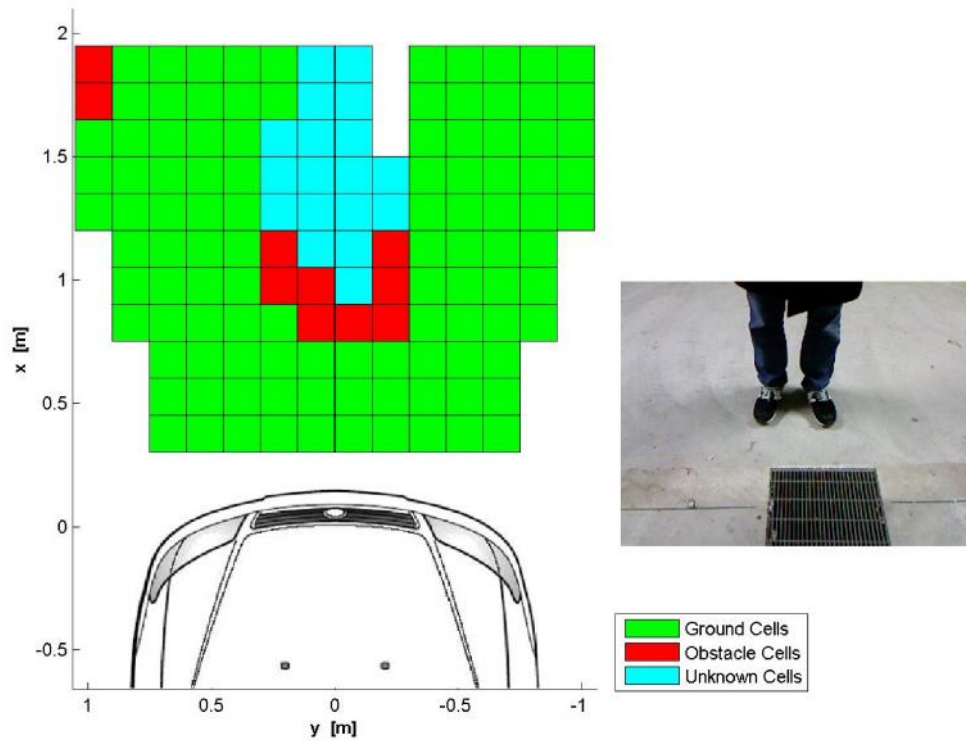 2
1.5
1
0.5
0
-0.5
x [m]
1 0.5 0 -0.5 -1
y [m]
Ground Cells
Obstacle Cells
Unknown Cells